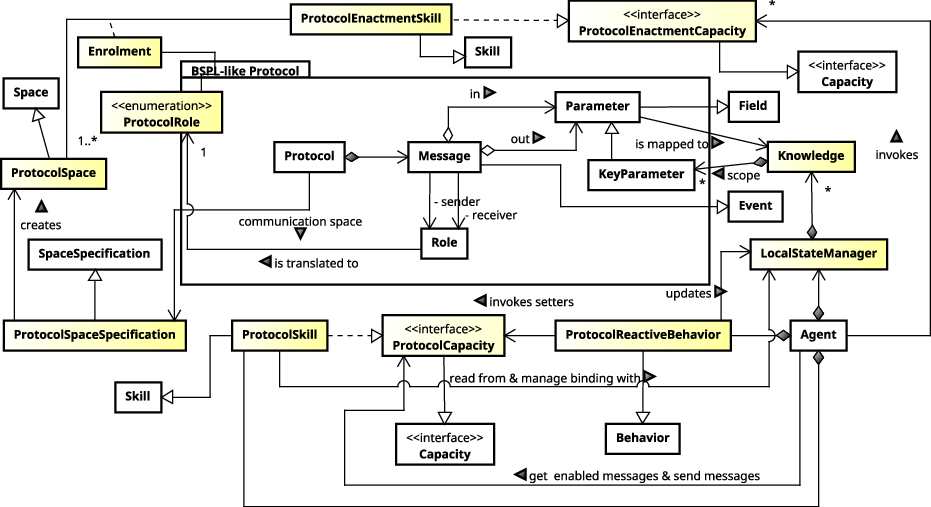 ProtocolEnactmentSkill
<<interface>>
ProtocolEnactmentCapacity
*
Enrolment
Skill
<<interface>>
Capacity
BSPL-like Protocol
Space
<<enumeration>>
ProtocolRole
in
Parameter
Field
1..*
1
out
is mapped to
invokes
Protocol
Message
Knowledge
ProtocolSpace
KeyParameter
*
scope
*
- sender
- receiver
Event
creates
communication space
Role
SpaceSpecification
is translated to
LocalStateManager
updates
invokes setters
ProtocolSpaceSpecification
ProtocolSkill
<<interface>>
ProtocolCapacity
ProtocolReactiveBehavior
Agent
read from & manage binding with
Skill
<<interface>>
Capacity
Behavior
get enabled messages & send messages